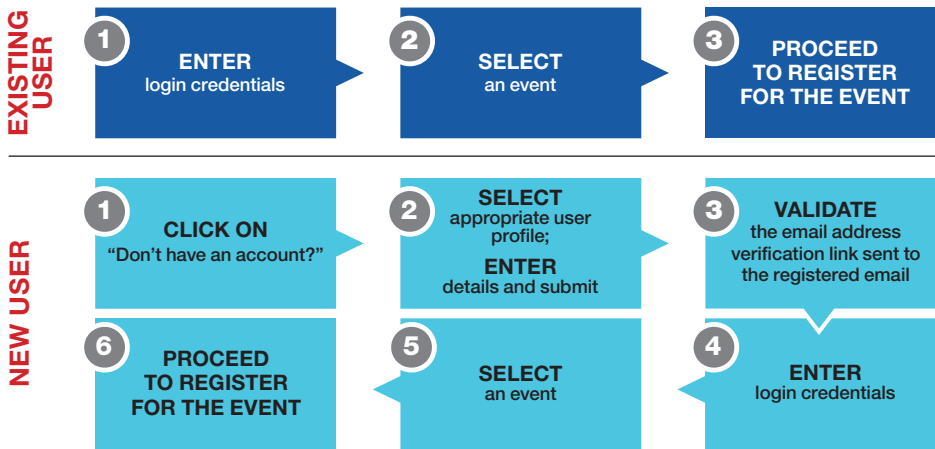 EXISTING
USER
1
ENTER
login credentials
2
SELECT
an event
3
PROCEED
TO REGISTER
FOR THE EVENT
NEW USER
1
CLICK ON
“Don’t have an account?”
2
SELECT
appropriate user
profile;
ENTER
details and submit
3
VALIDATE
the email address
verification link sent to
the registered email
4
ENTER
login credentials
5
SELECT
an event
6
PROCEED
TO REGISTER
FOR THE EVENT